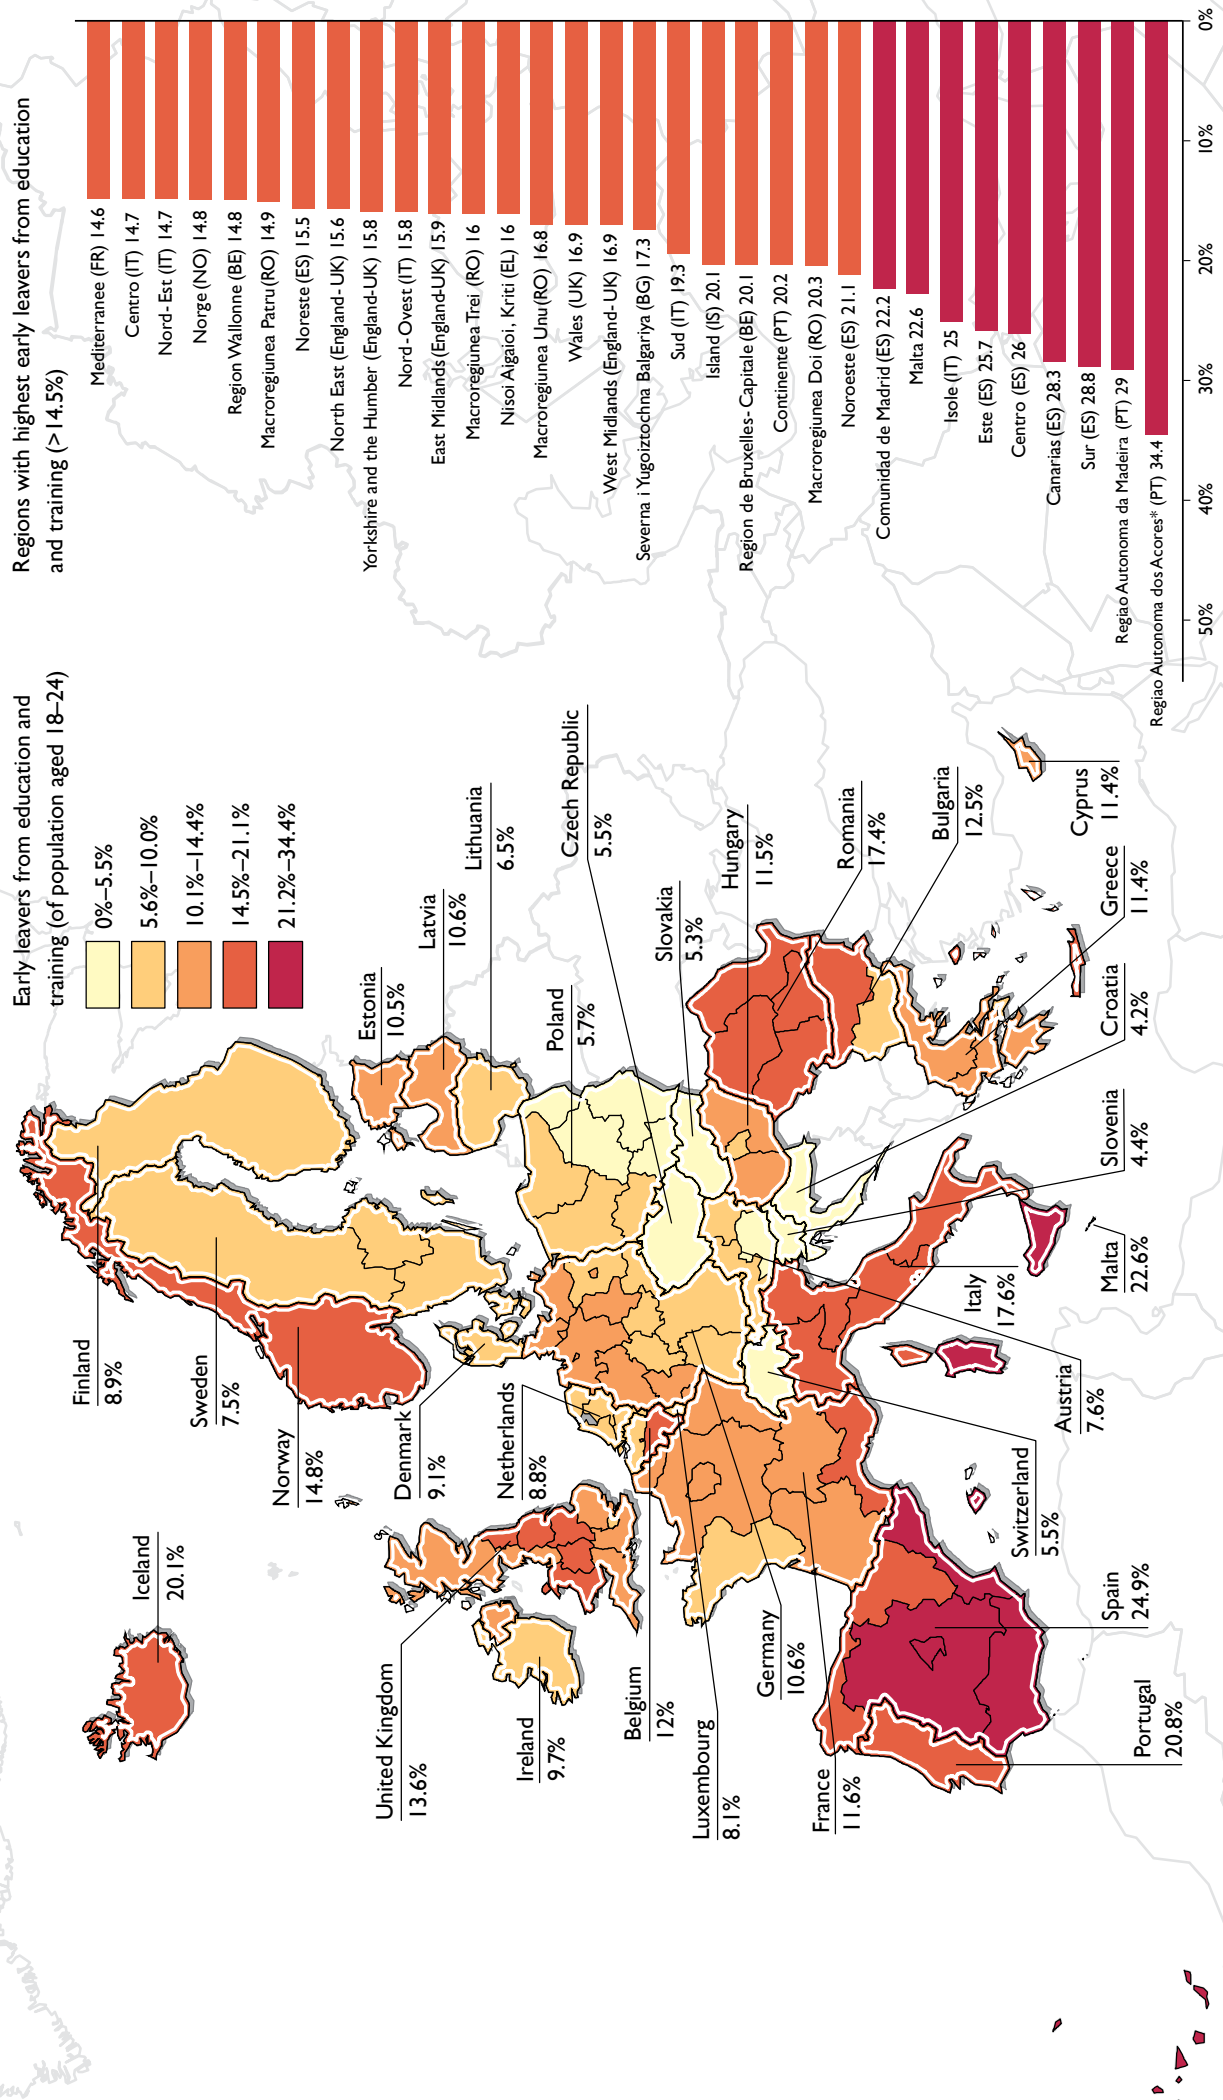 Early leavers from education and
training (of population aged 18–24)
0%–5.5%
5.6%–10.0%
10.1%–14.4%
14.5%–21.1%
21.2%–34.4%
Iceland
20.1%
Finland
8.9%
Sweden
7.5%
Norway
14.8%
Denmark
9.1%
Netherlands
8.8%
United Kingdom
13.6%
Ireland
9.7%
Belgium
12%
Luxembourg
8.1%
Germany
10.6%
France
11.6%
Portugal
20.8%
Spain
24.9%
Switzerland
5.5%
Austria
7.6%
Italy
17.6%
Malta
22.6%
Slovenia
4.4%
Croatia
4.2%
Greece
11.4%
Cyprus
11.4%
Bulgaria
12.5%
Romania
17.4%
Hungary
11.5%
Slovakia
5.3%
Czech Republic
5.5%
Poland
5.7%
Lithuania
6.5%
Latvia
10.6%
Estonia
10.5%
Regions with highest early leavers from education
and training (>14.5%)
Mediterranee (FR) 14.6
Centro (IT) 14.7
Nord-Est (IT) 14.7
Norge (NO) 14.8
Region Wallonne (BE) 14.8
Macroregiunea Patru(RO) 14.9
Noreste (ES) 15.5
North East (England-UK) 15.6
Yorkshire and the Humber (England-UK) 15.8
Nord-Ovest (IT) 15.8
East Midlands (England-UK) 15.9
Macroregiunea Trei (RO) 16
Nisoi Aigaioi, Kriti (EL) 16
Macroregiunea Unu (RO) 16.8
Wales (UK) 16.9
West Midlands (England-UK) 16.9
Severna i Yugoiztochna Balgariya (BG) 17.3
Sud (IT) 19.3
Island (IS) 20.1
Region de Bruxelles-Capitale (BE) 20.1
Continente (PT) 20.2
Macroregiunea Doi (RO) 20.3
Noroeste (ES) 21.1
Comunidad de Madrid (ES) 22.2
Malta 22.6
Isole (IT) 25
Este (ES) 25.7
Centro (ES) 26
Canarias (ES) 28.3
Sur (ES) 28.8
Regiao Autonoma da Madeira (PT) 29
Regiao Autonoma dos Acores* (PT) 34.4
50%
40%
30%
20%
10%
0%